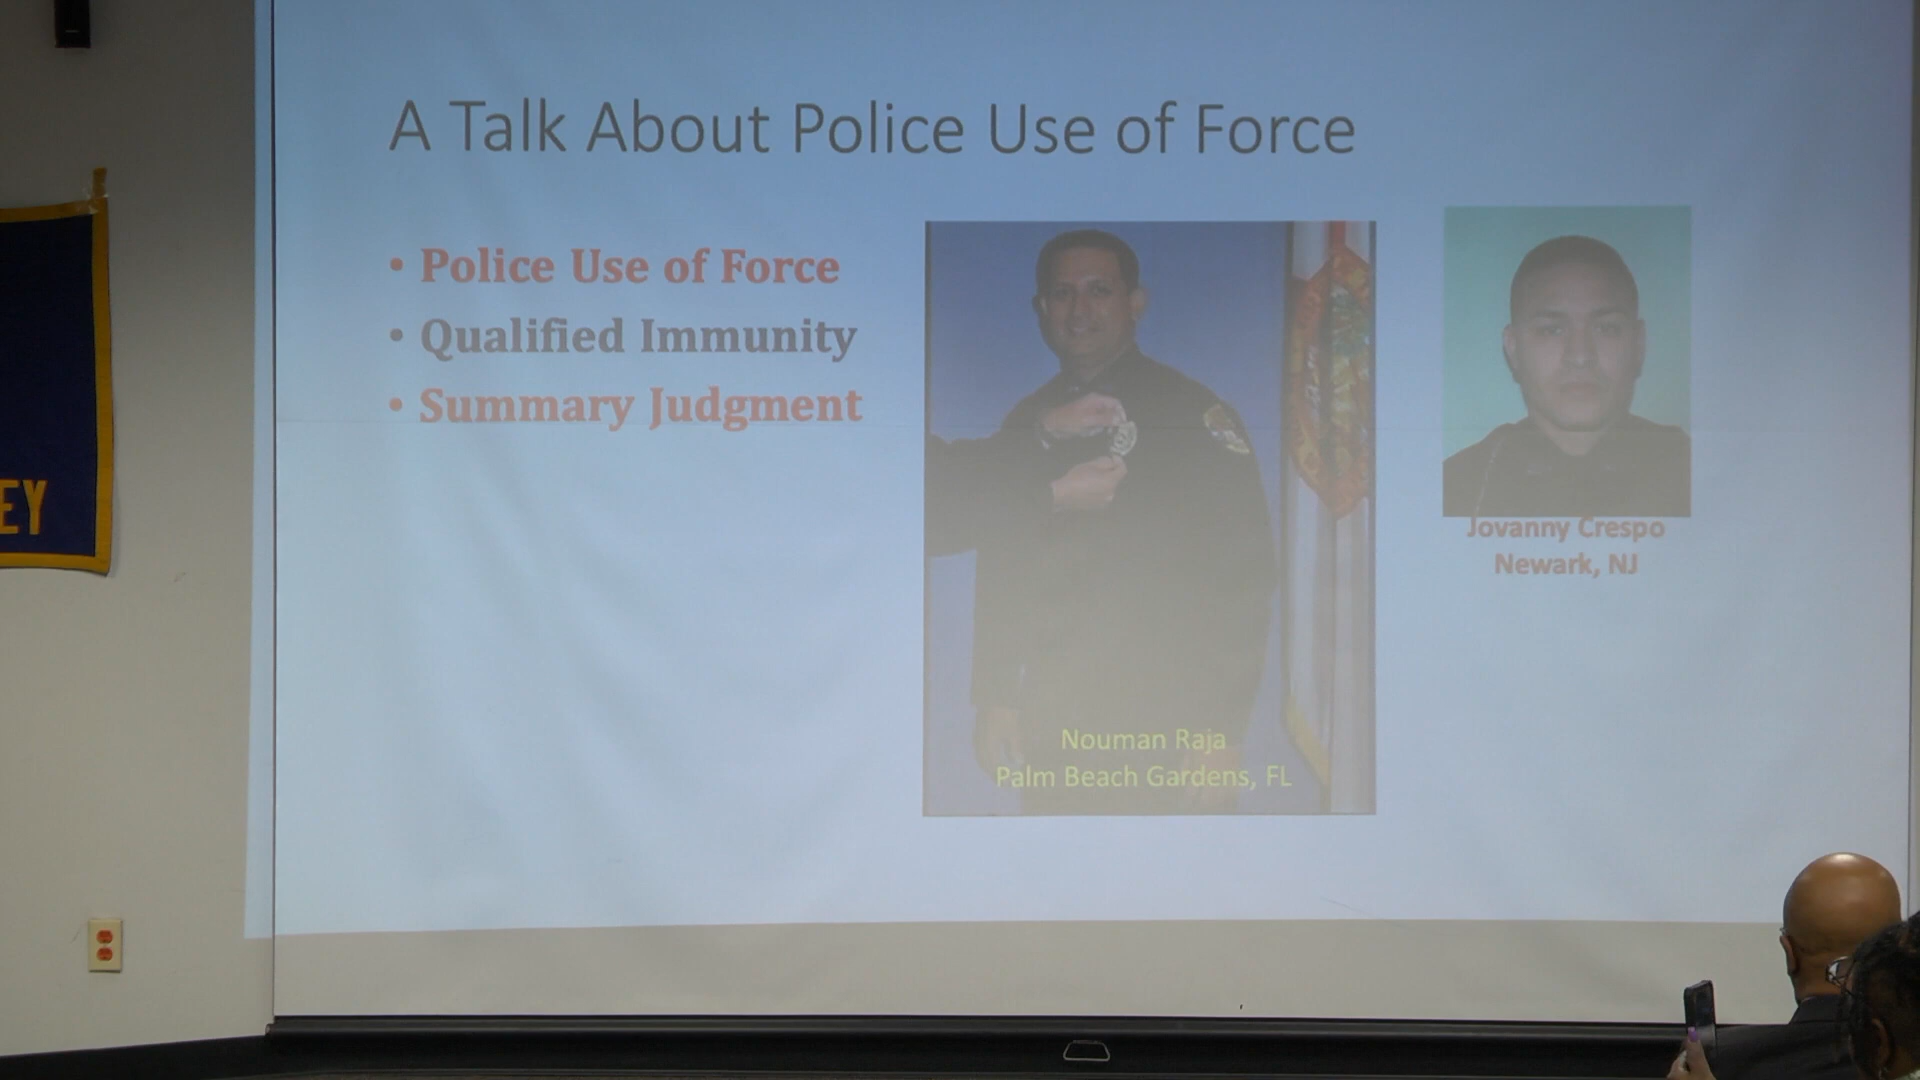 A Talk About Police Use of Force
• Police Use of Force
• Qualified Immunity
• Summary Judgment
Jovanny Crespo
Newark, NJ
Nouman Raja
Palm Beach Gardens, FL
EY